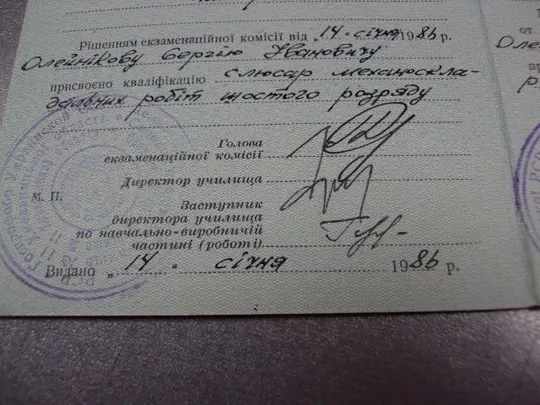 Рішенням екзаменаційної комісії від „14" січня 1986 р.
Олейнікову Сергію Івановичу
присвоєно кваліфікацію слюсар механоскла-
дальних робіт шостого розряду
Голова
екзаменаційної комісії
Директор училища
М. П.
Заступник
директора училища
по навчально-виробничій
частині (роботі)
Видано „14" січня 1986 р.